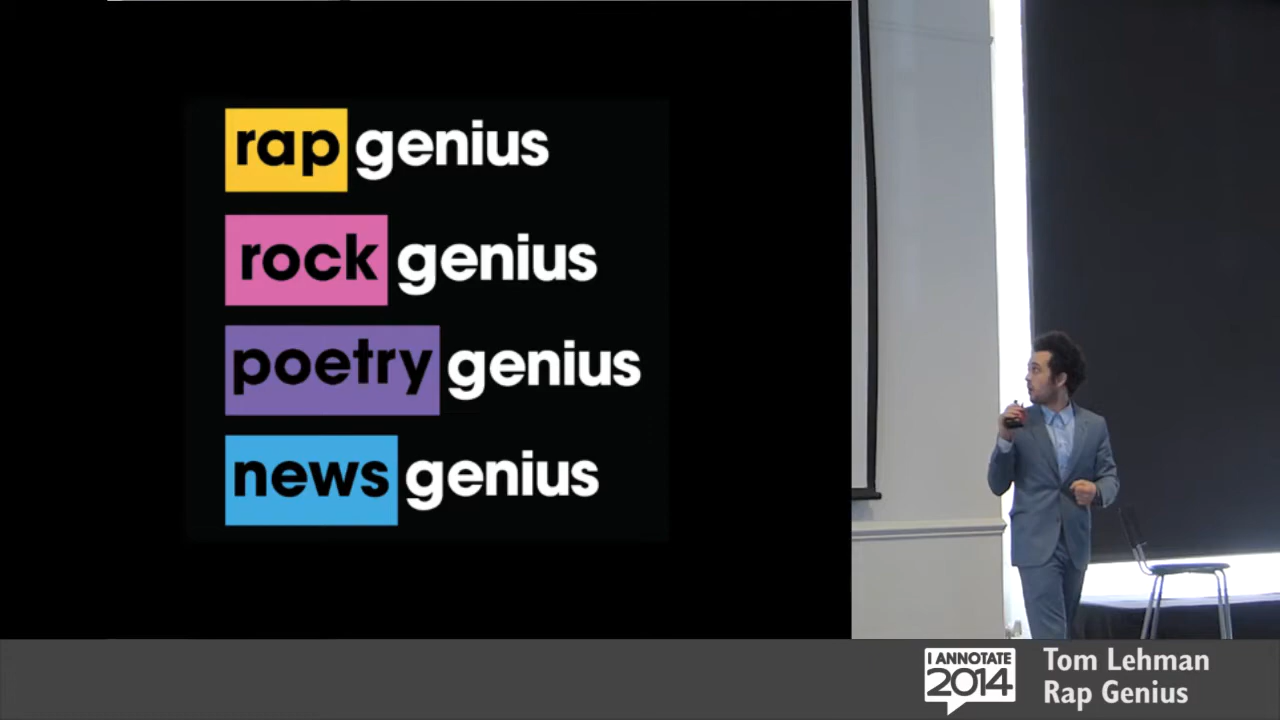 rap genius
rock genius
poetry genius
news genius
I ANNOTATE
2014
Tom Lehman
Rap Genius